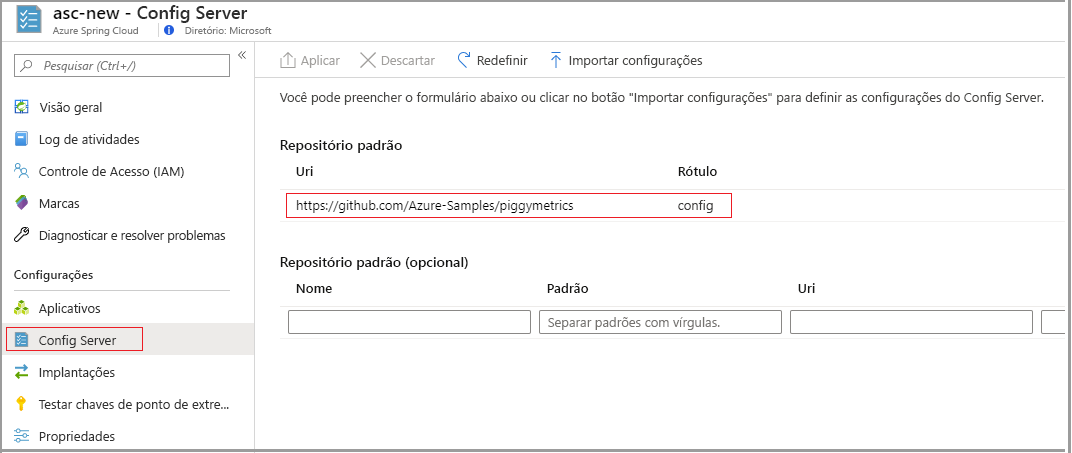 asc-new - Config Server
Azure Spring Cloud
Diretório: Microsoft
Pesquisar (Ctrl+/)
Visão geral
Log de atividades
Controle de Acesso (IAM)
Marcas
Diagnosticar e resolver problemas
Configurações
Aplicativos
Config Server
Implantações
Testar chaves de ponto de extre...
Propriedades
Aplicar
Descartar
Redefinir
Importar configurações
Você pode preencher o formulário abaixo ou clicar no botão "Importar configurações" para definir as configurações do Config Server.
Repositório padrão
Uri
Rótulo
https://github.com/Azure-Samples/piggymetrics
config
Repositório padrão (opcional)
Nome
Padrão
Uri
Separar padrões com vírgulas.